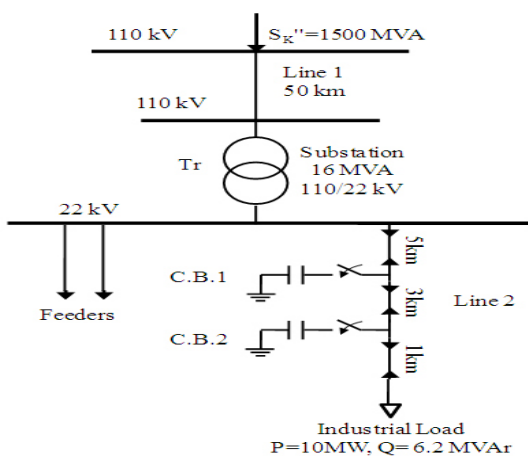 110 kV
SK''=1500 MVA
Line 1
50 km
110 kV
Tr
Substation
16 MVA
110/22 kV
22 kV
5km
C.B.1
3km
Line 2
Feeders
C.B.2
1km
Industrial Load
P=10MW, Q= 6.2 MVAr